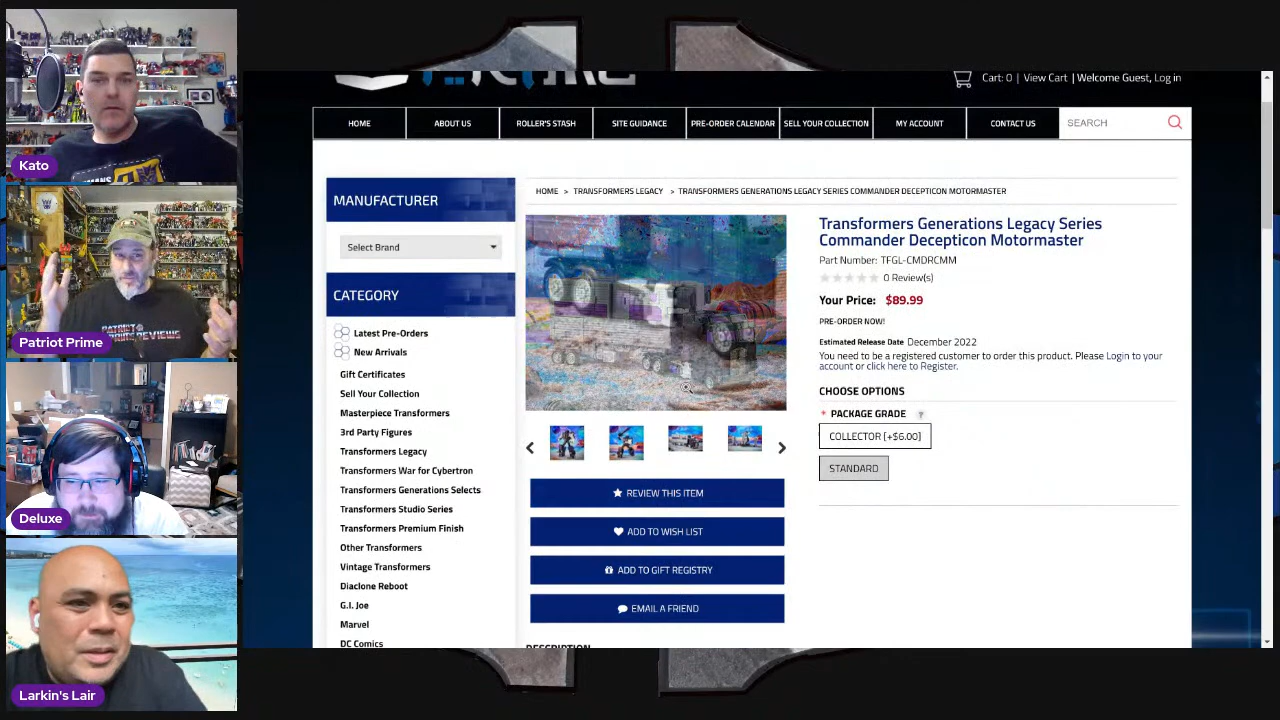 Kato
Patriot Prime
PATRIOT
Deluxe
Larkin's Lair
Cart: 0 | View Cart | Welcome Guest, Log in
HOME
ABOUT US
ROLLER'S STASH
SITE GUIDANCE
PRE-ORDER CALENDAR
SELL YOUR COLLECTION
MY ACCOUNT
CONTACT US
SEARCH
MANUFACTURER
Select Brand
CATEGORY
Latest Pre-Orders
New Arrivals
Gift Certificates
Sell Your Collection
Masterpiece Transformers
3rd Party Figures
Transformers Legacy
Transformers War for Cybertron
Transformers Generations Selects
Transformers Studio Series
Transformers Premium Finish
Other Transformers
Vintage Transformers
Diaclone Reboot
G.I. Joe
Marvel
DC Comics
HOME > TRANSFORMERS LEGACY > TRANSFORMERS GENERATIONS LEGACY SERIES COMMANDER DECEPTICON MOTORMASTER
REVIEW THIS ITEM
ADD TO WISH LIST
ADD TO GIFT REGISTRY
EMAIL A FRIEND
DESCRIPTION
Transformers Generations Legacy Series
Commander Decepticon Motormaster
Part Number: TFGL-CMDRCMM
0 Review(s)
Your Price: $89.99
PRE-ORDER NOW!
Estimated Release Date December 2022
You need to be a registered customer to order this product. Please Login to your
account or click here to Register.
CHOOSE OPTIONS
* PACKAGE GRADE ?
COLLECTOR [+$6.00]
STANDARD